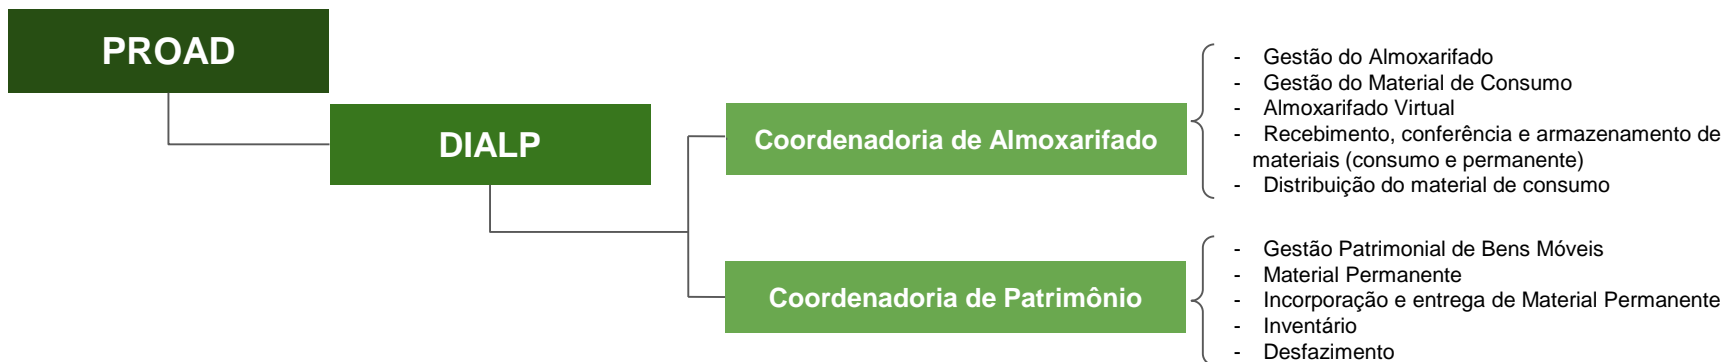 PROAD
DIALP
Coordenadoria de Almoxarifado
- Gestão do Almoxarifado
- Gestão do Material de Consumo
- Almoxarifado Virtual
- Recebimento, conferência e armazenamento de
materiais (consumo e permanente)
- Distribuição do material de consumo
Coordenadoria de Patrimônio
- Gestão Patrimonial de Bens Móveis
- Material Permanente
- Incorporação e entrega de Material Permanente
- Inventário
- Desfazimento